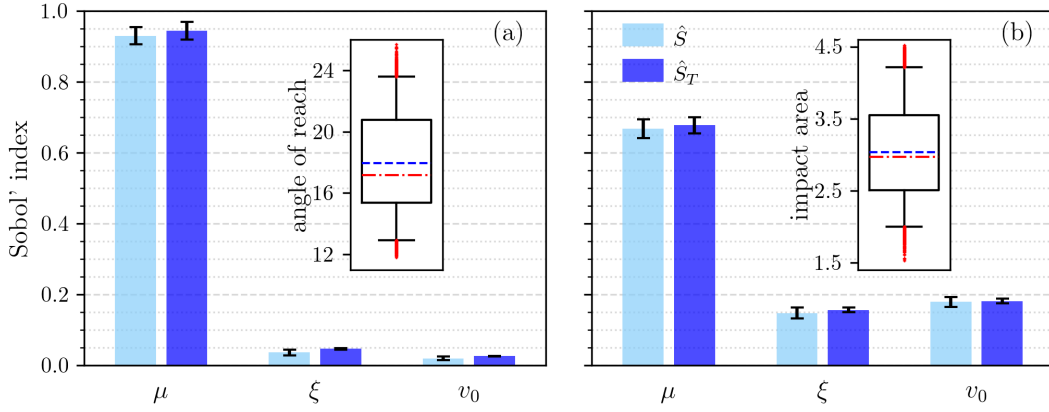 Sobol' index
1.0
0.8
0.6
0.4
0.2
0.0
μ
ξ
v₀
(a)
angle of reach
24
20
16
12
Ŝ
Ŝ_T
(b)
impact area
4.5
3.5
2.5
1.5
μ
ξ
v₀